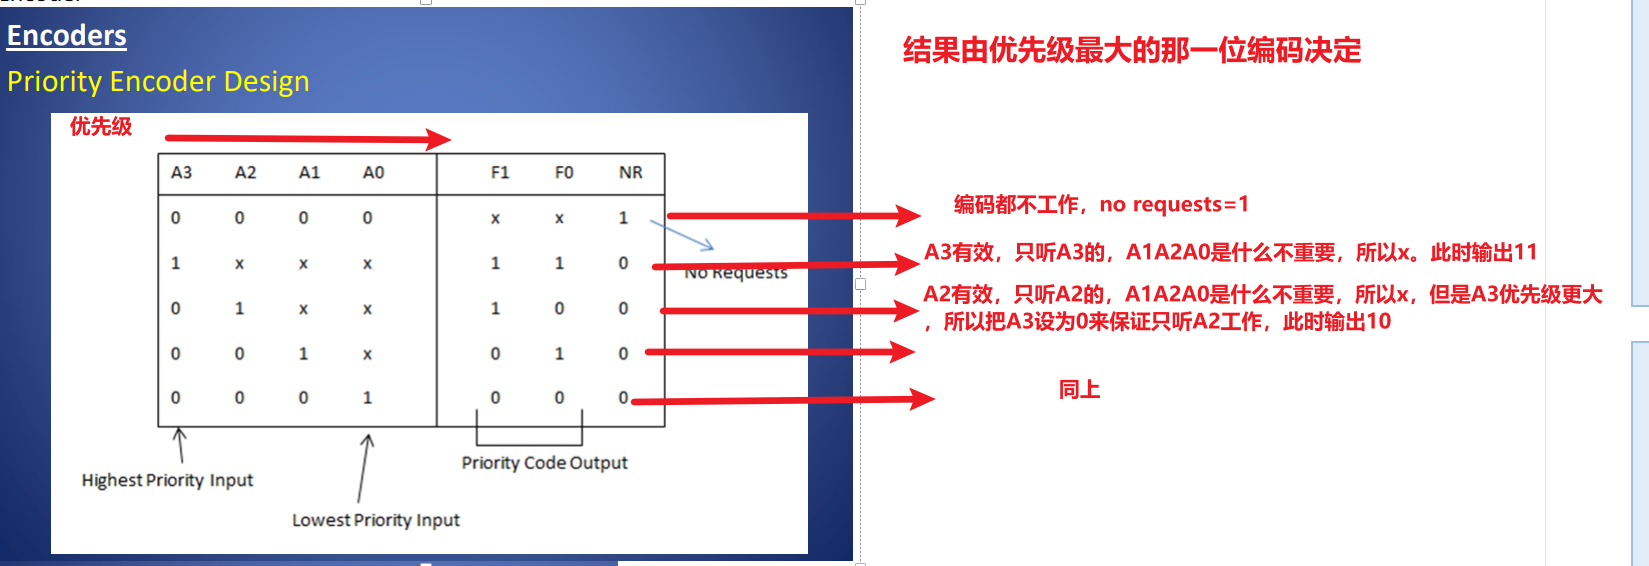 Encoders
Priority Encoder Design
结果由优先级最大的那一位编码决定
优先级
A3 A2 A1 A0 F1 F0 NR
0 0 0 0 x x 1
编码都不工作，no requests=1
1 x x x 1 1 0
No Requests
A3有效，只听A3的，A1A2A0是什么不重要，所以x。此时输出11
0 1 x x 1 0 0
A2有效，只听A2的，A1A2A0是什么不重要，所以x，但是A3优先级更大
，所以把A3设为0来保证只听A2工作，此时输出10
0 0 1 x 0 1 0
0 0 0 1 0 0 0
同上
Priority Code Output
Highest Priority Input
Lowest Priority Input